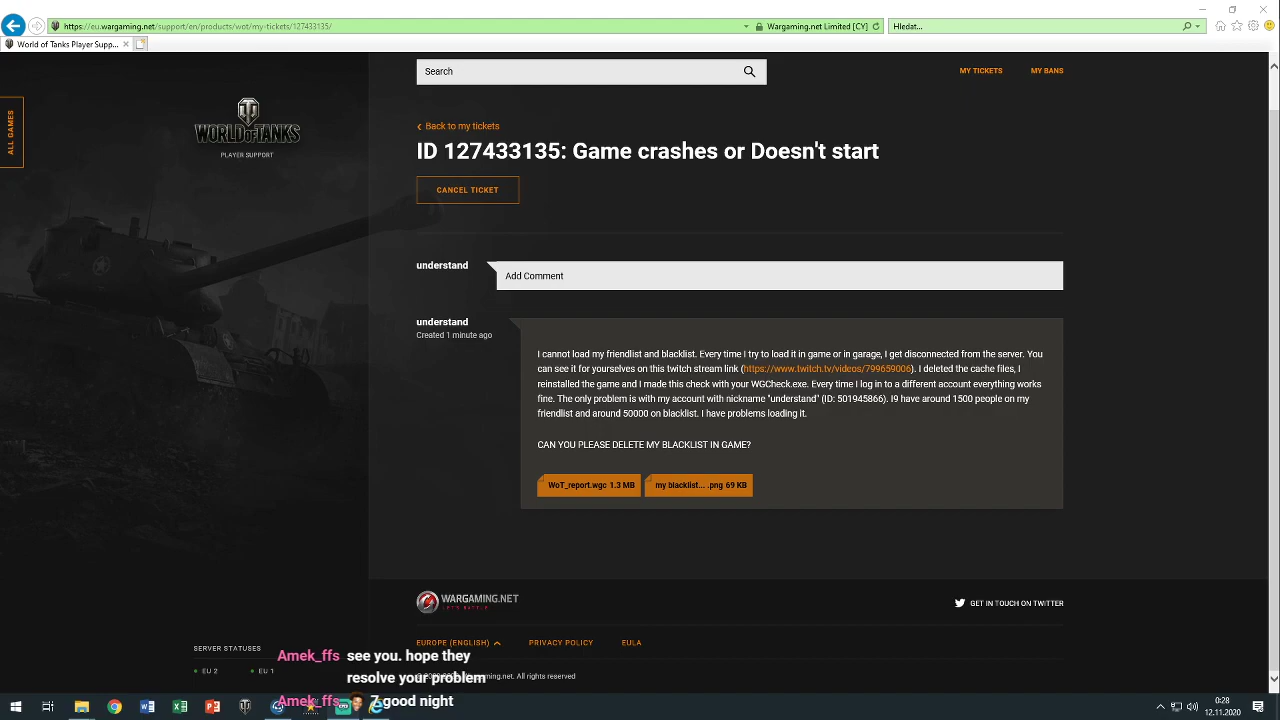 https://eu.wargaming.net/support/en/products/wot/my-tickets/127433135/
Wargaming.net Limited [CY]
Hledat...
World of Tanks Player Supp...
Search
MY TICKETS
MY BANS
ALL GAMES
WORLD OF TANKS
PLAYER SUPPORT
Back to my tickets
ID 127433135: Game crashes or Doesn't start
CANCEL TICKET
understand
Add Comment
understand
Created 1 minute ago
I cannot load my friendlist and blacklist. Every time I try to load it in game or in garage, I get disconnected from the server. You
can see it for yourselves on this twitch stream link (https://www.twitch.tv/videos/799659006). I deleted the cache files, I
reinstalled the game and I made this check with your WGCheck.exe. Every time I log in to a different account everything works
fine. The only problem is with my account with nickname "understand" (ID: 501945866). I9 have around 1500 people on my
friendlist and around 50000 on blacklist. I have problems loading it.
CAN YOU PLEASE DELETE MY BLACKLIST IN GAME?
WoT_report.wgc 1.3 MB
my blacklist... .png 69 KB
WARGAMING.NET
LET'S BATTLE
GET IN TOUCH ON TWITTER
EUROPE (ENGLISH)
PRIVACY POLICY
EULA
SERVER STATUSES
EU 2
EU 1
Amek_ffs see you. hope they
resolve your problem
All rights reserved
Amek_ffs
7 good night
0:28
12.11.2020